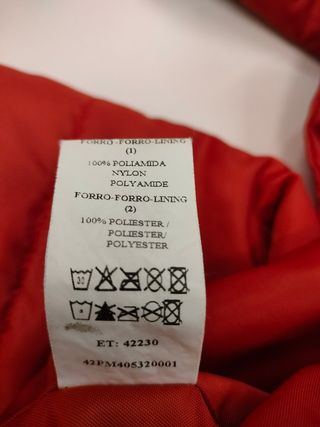 FORRO-FORRO-LINING
(1)
100% POLIAMIDA
NYLON
POLYAMIDE
FORRO-FORRO-LINING
(2)
100% POLIESTER /
POLIESTER/
POLYESTER
ET: 42230
42PM405320001